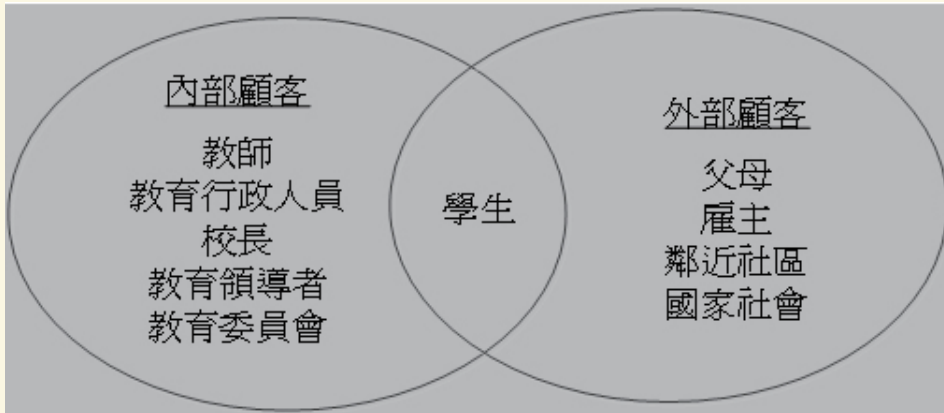 內部顧客
教師
教育行政人員
校長
教育領導者
教育委員會
學生
外部顧客
父母
雇主
鄰近社區
國家社會